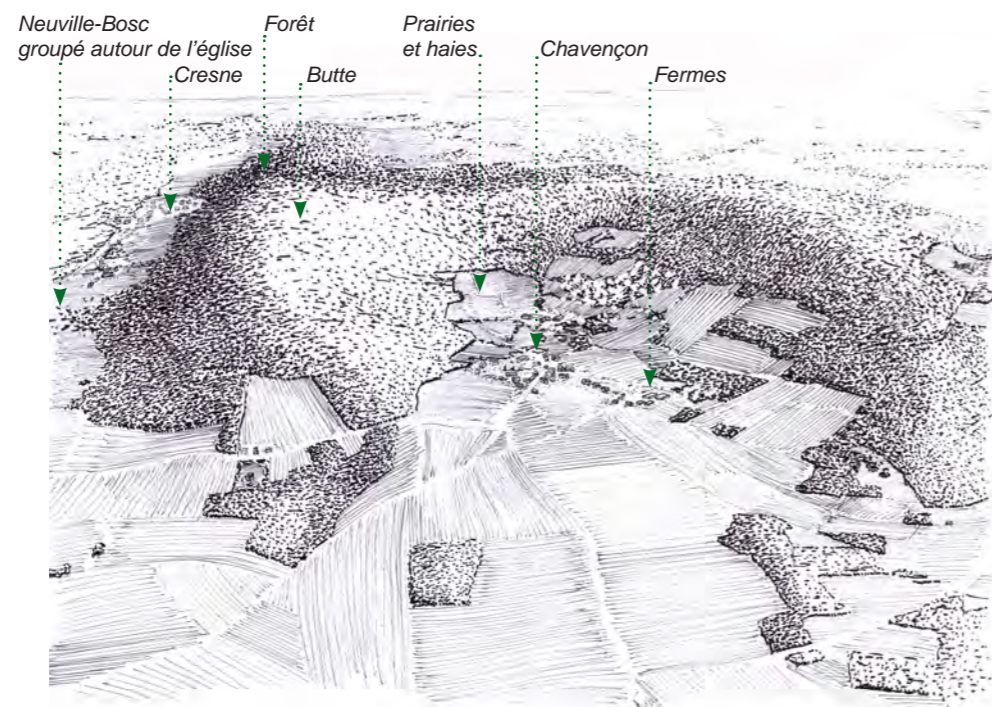 Neuville-Bosc
groupé autour de l'église
Cresne
Forêt
Butte
Prairies
et haies
Chavençon
Fermes